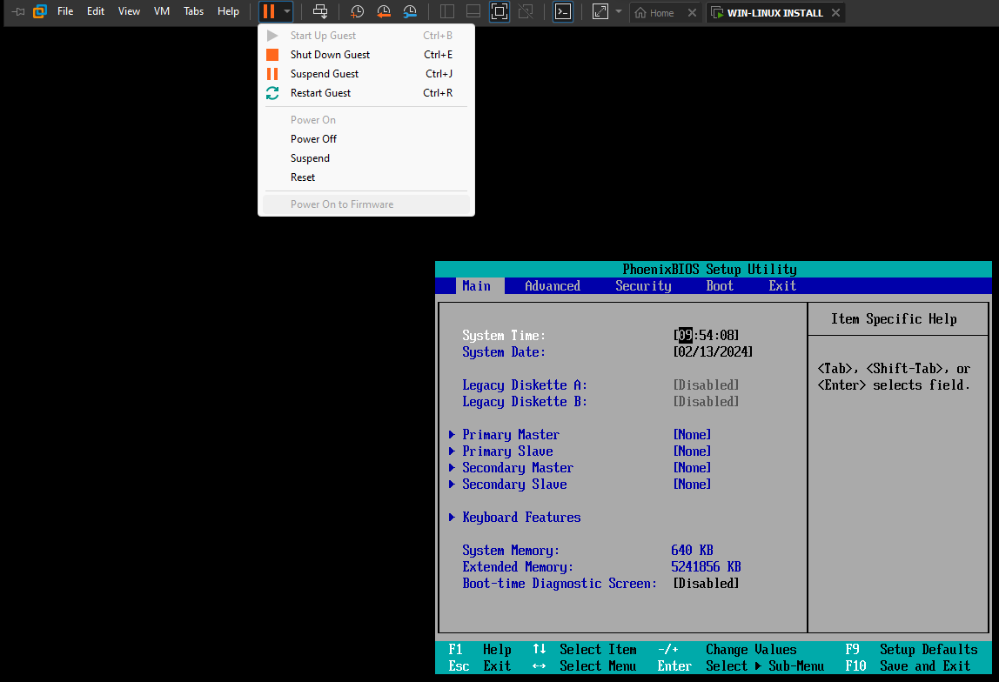 File Edit View VM Tabs Help Home WIN-LINUX INSTALL
Start Up Guest Ctrl+B
Shut Down Guest Ctrl+E
Suspend Guest Ctrl+J
Restart Guest Ctrl+R
Power On
Power Off
Suspend
Reset
Power On to Firmware
PhoenixBIOS Setup Utility
Main Advanced Security Boot Exit
Item Specific Help
System Time: [09:54:08]
System Date: [02/13/2024]
<Tab>, <Shift-Tab>, or
<Enter> selects field.
Legacy Diskette A: [Disabled]
Legacy Diskette B: [Disabled]
Primary Master [None]
Primary Slave [None]
Secondary Master [None]
Secondary Slave [None]
Keyboard Features
System Memory: 640 KB
Extended Memory: 5241856 KB
Boot-time Diagnostic Screen: [Disabled]
F1 Help ↑↓ Select Item -/+ Change Values F9 Setup Defaults
Esc Exit ↔ Select Menu Enter Select ▶ Sub-Menu F10 Save and Exit